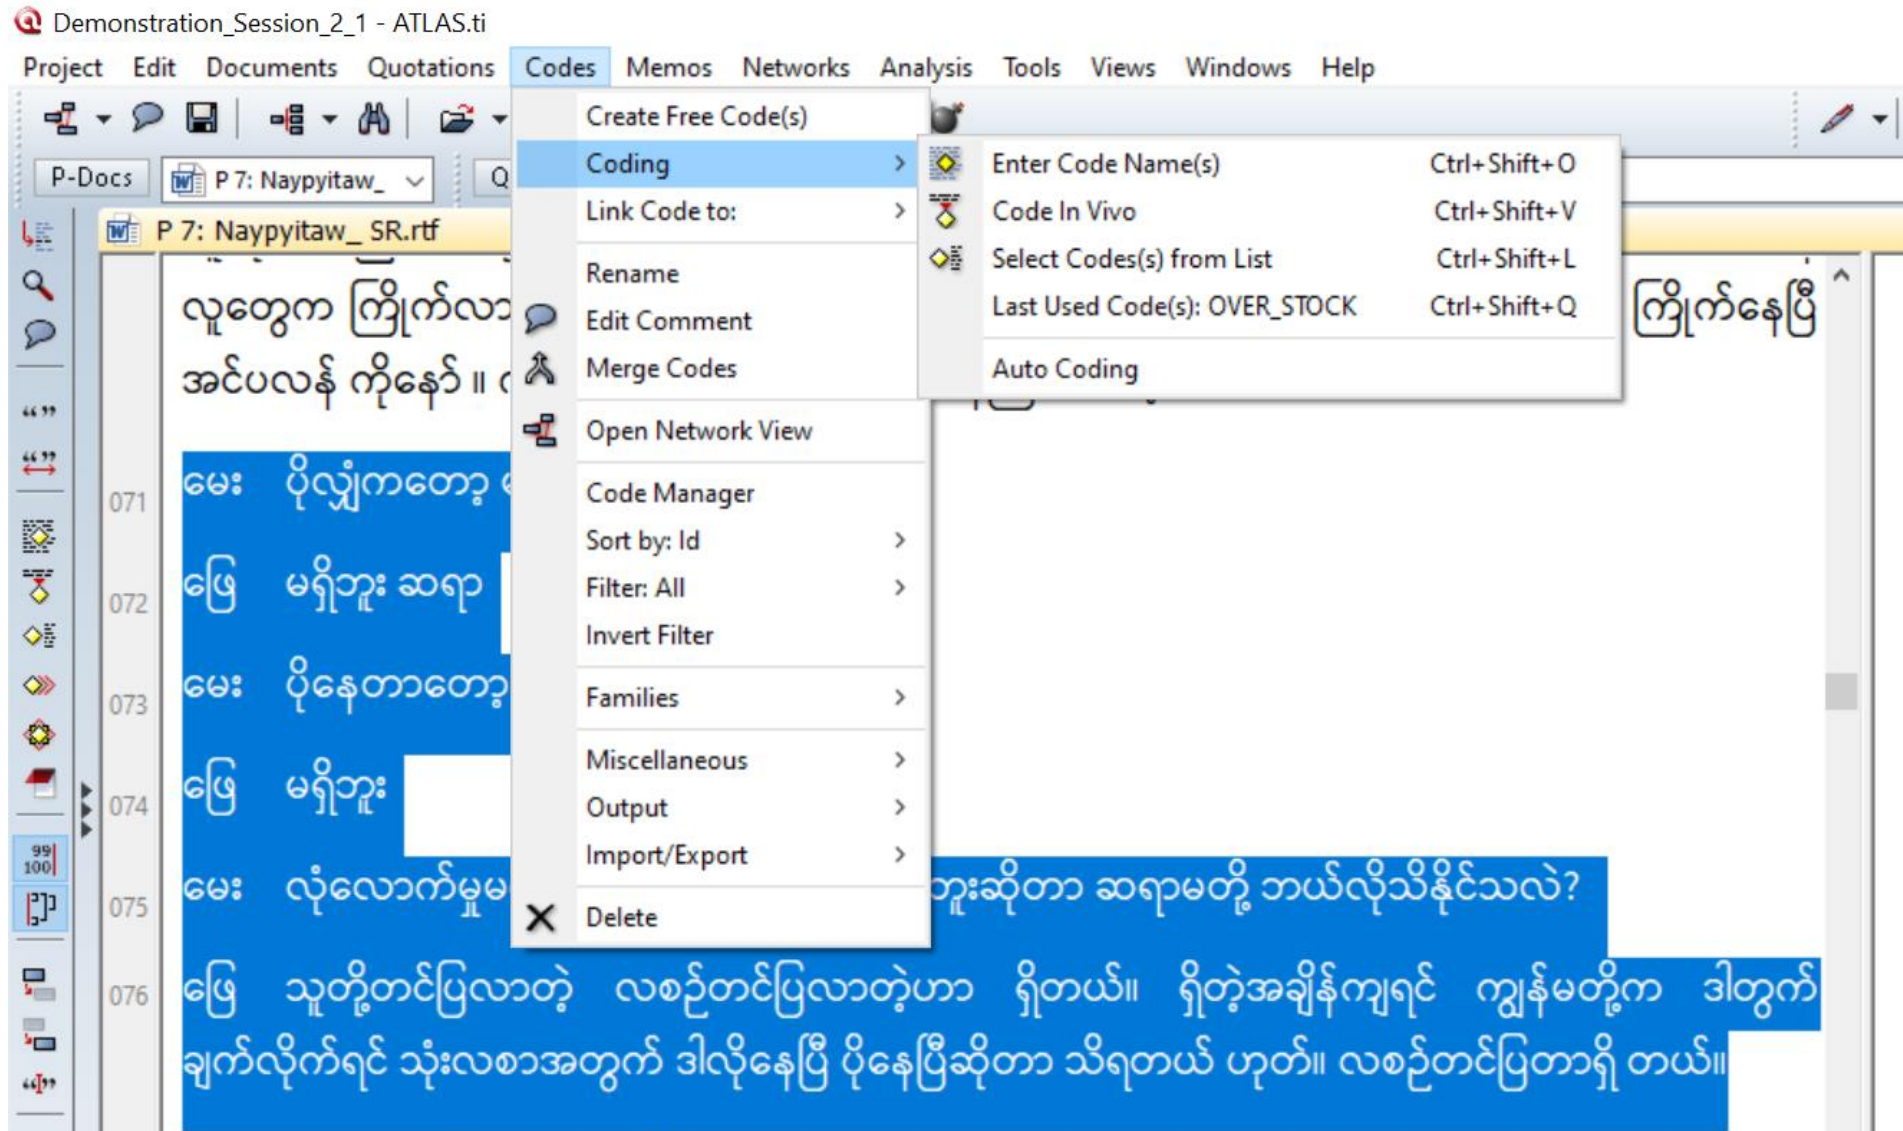 Demonstration_Session_2_1 - ATLAS.ti
Project Edit Documents Quotations Codes Memos Networks Analysis Tools Views Windows Help
Create Free Code(s)
Coding
Link Code to:
Rename
Edit Comment
Merge Codes
Open Network View
Code Manager
Sort by: Id
Filter: All
Invert Filter
Families
Miscellaneous
Output
Import/Export
Delete
Enter Code Name(s) Ctrl+Shift+O
Code In Vivo Ctrl+Shift+V
Select Codes(s) from List Ctrl+Shift+L
Last Used Code(s): OVER_STOCK Ctrl+Shift+Q
Auto Coding
P-Docs P 7: Naypyitaw_ Q
P 7: Naypyitaw_ SR.rtf
လူတွေက ကြိုက်လာ ကြိုက်နေပြီ
အင်ပလန် ကိုနော် ။
071 မေး ပိုလျှံကတော့
072 ဖြေ မရှိဘူး ဆရာ
073 မေး ပိုနေတာတော့
074 ဖြေ မရှိဘူး
075 မေး လုံလောက်မှုမ ဘူးဆိုတာ ဆရာမတို့ ဘယ်လိုသိနိုင်သလဲ?
076 ဖြေ သူတို့တင်ပြလာတဲ့ လစဉ်တင်ပြလာတဲ့ဟာ ရှိတယ်။ ရှိတဲ့အချိန်ကျရင် ကျွန်မတို့က ဒါတွက်
ချက်လိုက်ရင် သုံးလစာအတွက် ဒါလိုနေပြီ ပိုနေပြီဆိုတာ သိရတယ် ဟုတ်။ လစဉ်တင်ပြတာရှိ တယ်။
99
100